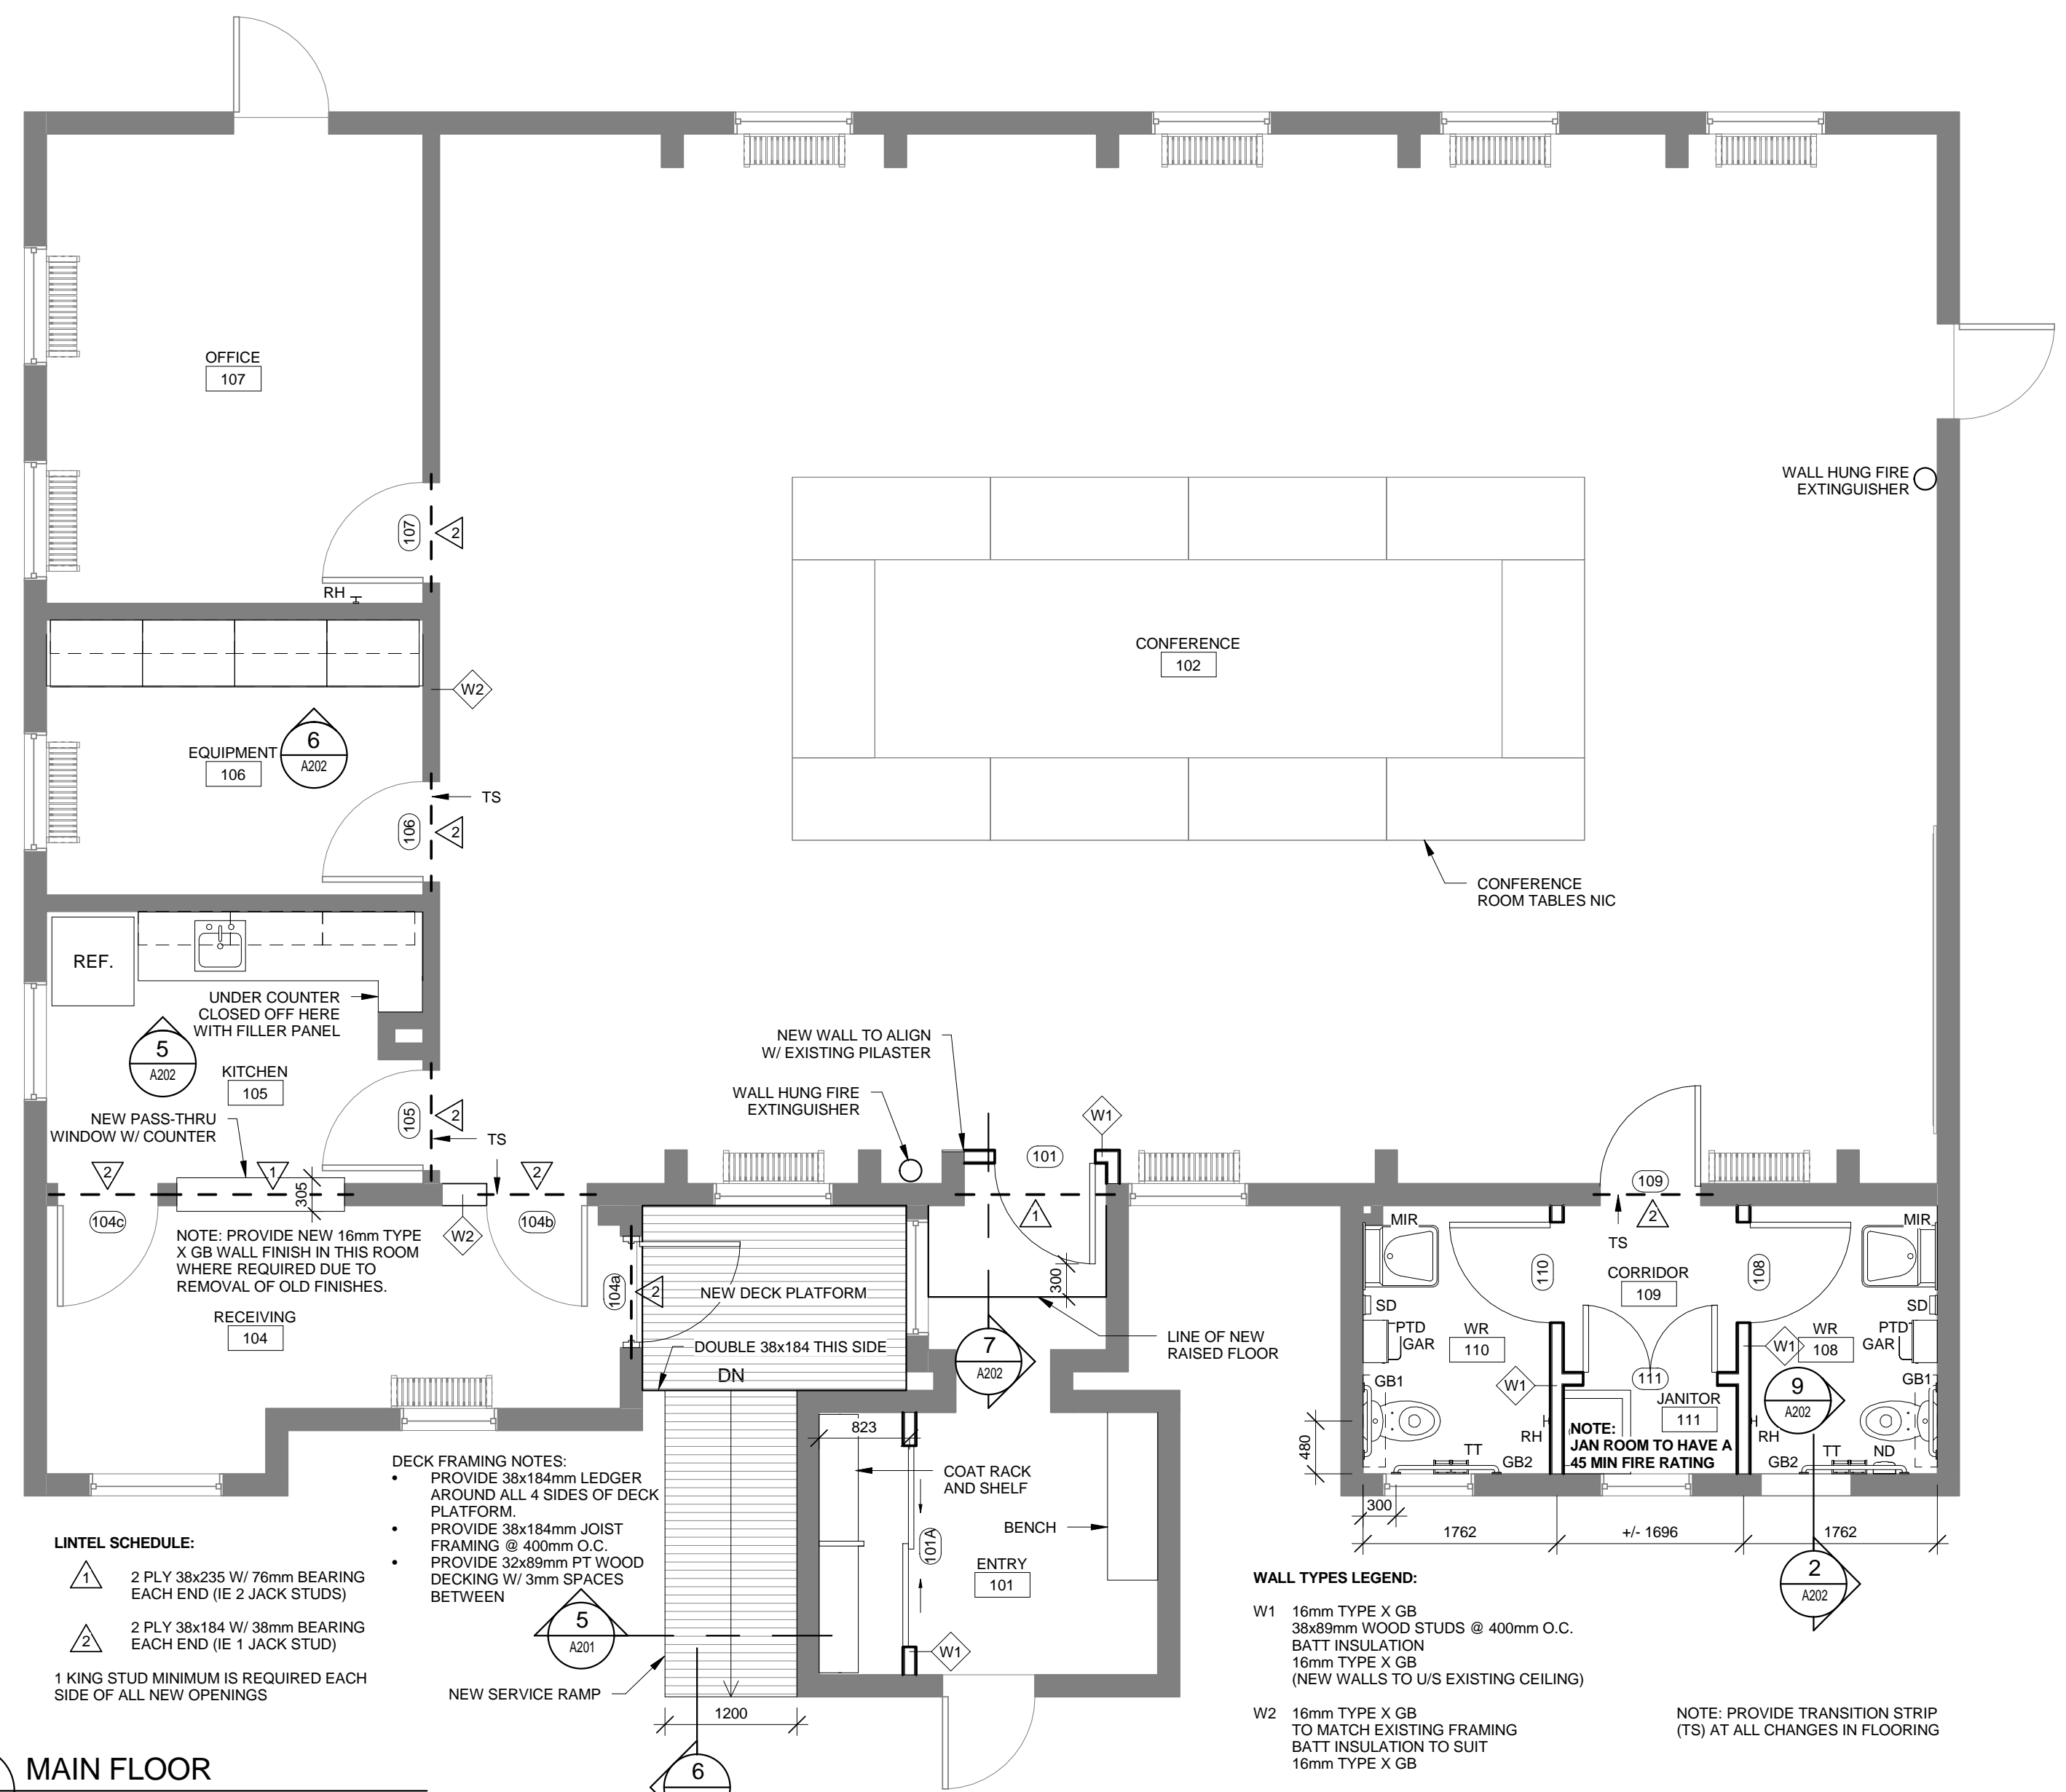 OFFICE
107
107
2
RH
WALL HUNG FIRE
EXTINGUISHER
CONFERENCE
102
W2
6
A202
EQUIPMENT
106
TS
106
2
CONFERENCE
ROOM TABLES NIC
REF.
UNDER COUNTER
CLOSED OFF HERE
WITH FILLER PANEL
5
A202
KITCHEN
105
NEW PASS-THRU
WINDOW W/ COUNTER
105
2
TS
NEW WALL TO ALIGN
W/ EXISTING PILASTER
WALL HUNG FIRE
EXTINGUISHER
W1
101
2
1
305
2
104c
104b
W2
NOTE: PROVIDE NEW 16mm TYPE
X GB WALL FINISH IN THIS ROOM
WHERE REQUIRED DUE TO
REMOVAL OF OLD FINISHES.
RECEIVING
104
104a
2
NEW DECK PLATFORM
DOUBLE 38x184 THIS SIDE
DN
1
300
LINE OF NEW
RAISED FLOOR
7
A202
109
2
TS
MIR
MIR
110
108
CORRIDOR
109
SD
SD
PTD
GAR
PTD
GAR
WR
110
W1
WR
108
GB1
GB1
W1
111
JANITOR
111
9
A202
480
RH
RH
NOTE:
JAN ROOM TO HAVE A
45 MIN FIRE RATING
TT
GB2
GB2
TT
ND
300
1762
+/- 1696
1762
2
A202
823
COAT RACK
AND SHELF
BENCH
101A
ENTRY
101
W1
DECK FRAMING NOTES:
• PROVIDE 38x184mm LEDGER
AROUND ALL 4 SIDES OF DECK
PLATFORM.
• PROVIDE 38x184mm JOIST
FRAMING @ 400mm O.C.
• PROVIDE 32x89mm PT WOOD
DECKING W/ 3mm SPACES
BETWEEN
5
A201
NEW SERVICE RAMP
1200
6
LINTEL SCHEDULE:
1 2 PLY 38x235 W/ 76mm BEARING
EACH END (IE 2 JACK STUDS)
2 2 PLY 38x184 W/ 38mm BEARING
EACH END (IE 1 JACK STUD)
1 KING STUD MINIMUM IS REQUIRED EACH
SIDE OF ALL NEW OPENINGS
WALL TYPES LEGEND:
W1 16mm TYPE X GB
38x89mm WOOD STUDS @ 400mm O.C.
BATT INSULATION
16mm TYPE X GB
(NEW WALLS TO U/S EXISTING CEILING)
W2 16mm TYPE X GB
TO MATCH EXISTING FRAMING
BATT INSULATION TO SUIT
16mm TYPE X GB
NOTE: PROVIDE TRANSITION STRIP
(TS) AT ALL CHANGES IN FLOORING
MAIN FLOOR